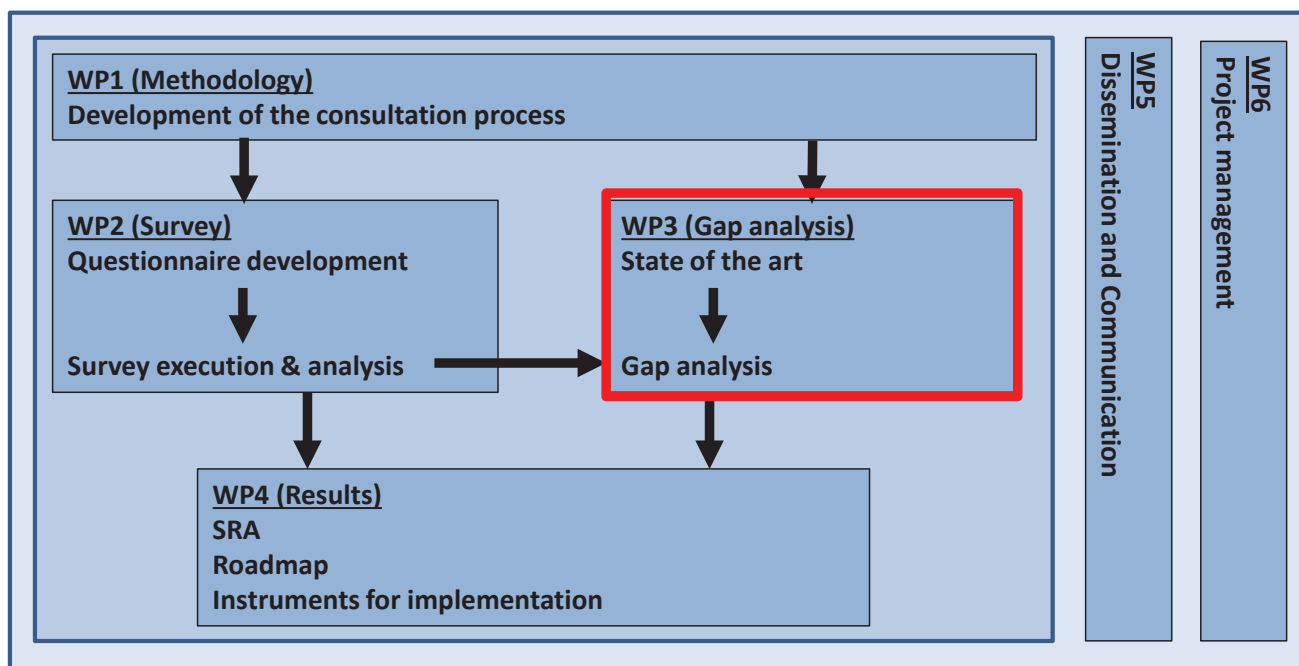 WP1 (Methodology)
Development of the consultation process
WP2 (Survey)
Questionnaire development
Survey execution & analysis
WP3 (Gap analysis)
State of the art
Gap analysis
WP4 (Results)
SRA
Roadmap
Instruments for implementation
WP5
Dissemination and Communication
WP6
Project management